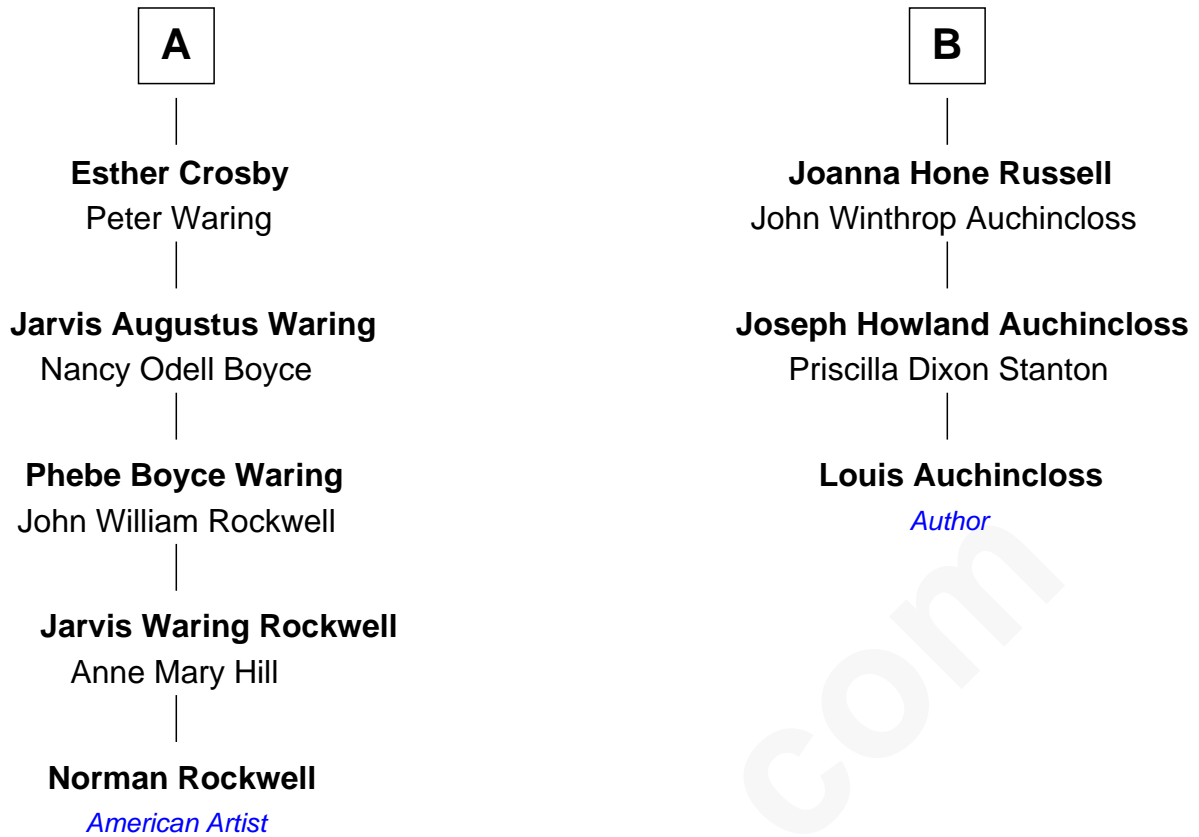 A
Esther Crosby
Peter Waring
Jarvis Augustus Waring
Nancy Odell Boyce
Phebe Boyce Waring
John William Rockwell
Jarvis Waring Rockwell
Anne Mary Hill
Norman Rockwell
American Artist
B
Joanna Hone Russell
John Winthrop Auchincloss
Joseph Howland Auchincloss
Priscilla Dixon Stanton
Louis Auchincloss
Author
com